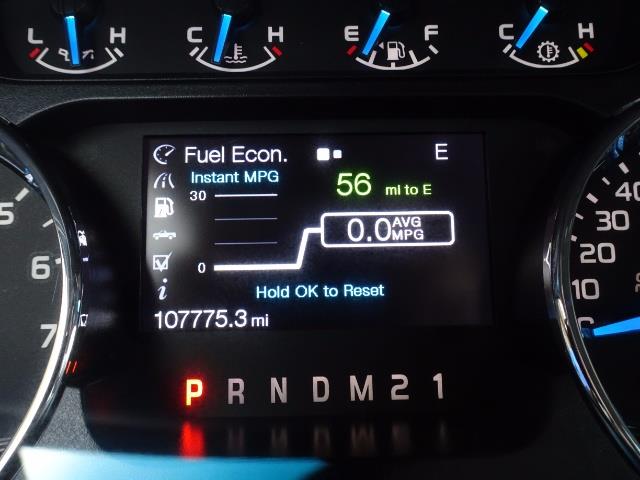 L H C H E F C H
Fuel Econ. E
Instant MPG
56 mi to E
30
0.0 AVG MPG
0
Hold OK to Reset
107775.3 mi
P R N D M 2 1
5
6
7
40
30
20
10